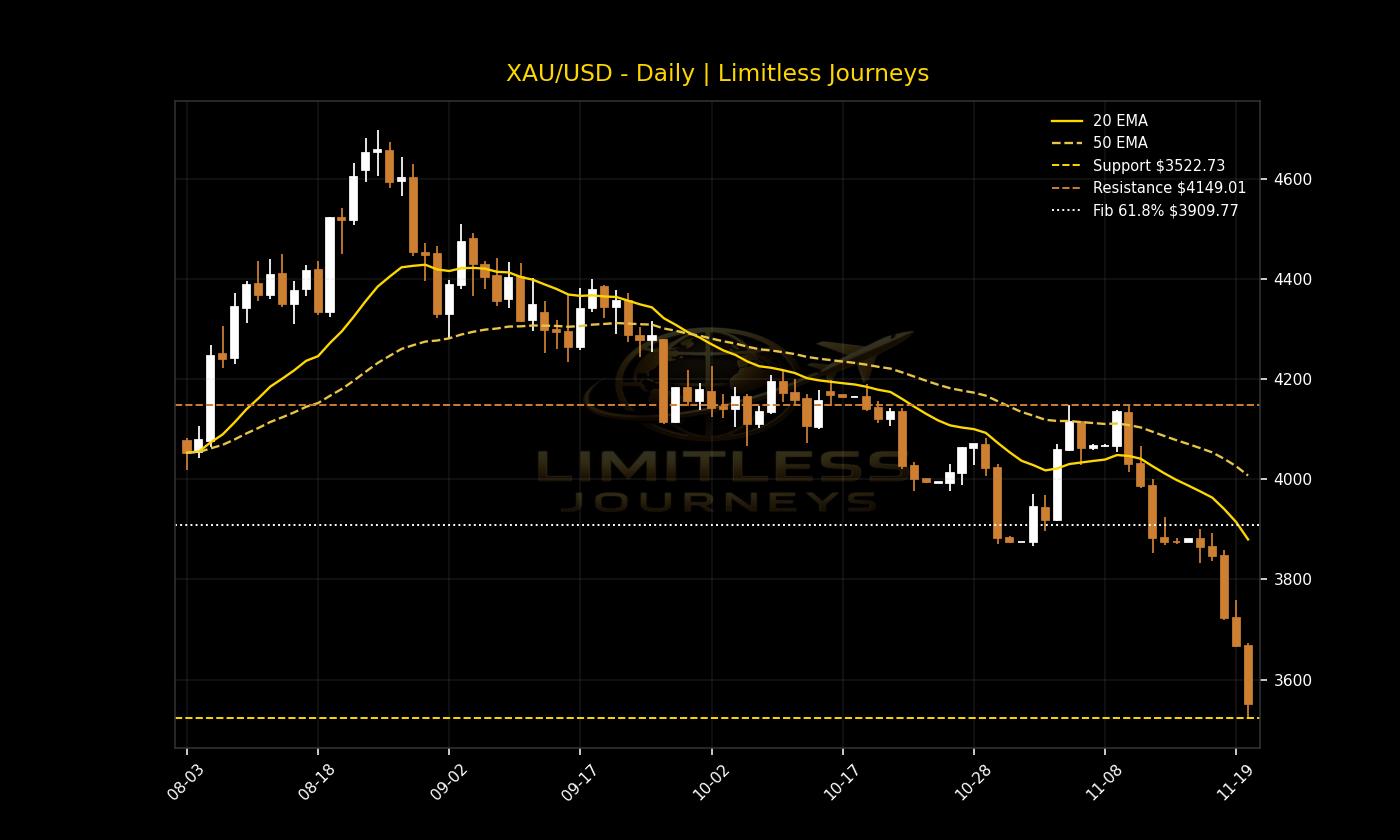 XAU/USD - Daily | Limitless Journeys
20 EMA
50 EMA
Support $3522.73
Resistance $4149.01
Fib 61.8% $3909.77
4600
4400
4200
4000
3800
3600
LIMITLESS
JOURNEYS
08-03
08-18
09-02
09-17
10-02
10-17
10-28
11-08
11-19